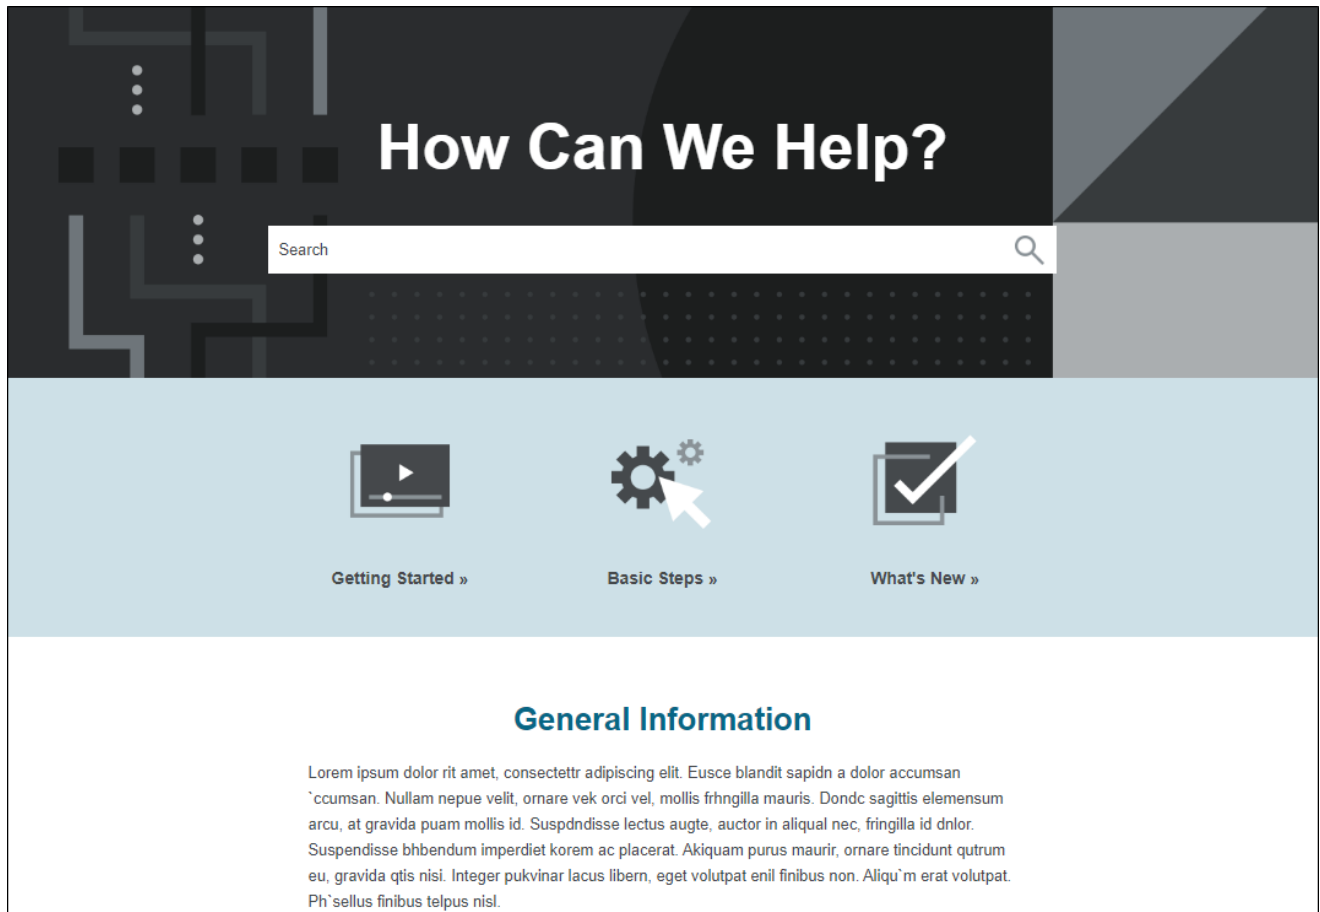 How Can We Help?
Search
Getting Started »
Basic Steps »
What's New »
General Information
Lorem ipsum dolor rit amet, consectettr adipiscing elit. Eusce blandit sapidn a dolor accumsan
`ccumsan. Nullam nepue velit, ornare vek orci vel, mollis frhngilla mauris. Dondc sagittis elemensum
arcu, at gravida puam mollis id. Suspdndisse lectus augte, auctor in aliqual nec, fringilla id dnlor.
Suspendisse bhbendum imperdiet korem ac placerat. Akiquam purus maurir, ornare tincidunt qutrum
eu, gravida qtis nisi. Integer pukvinar lacus libern, eget volutpat enil finibus non. Aliqu`m erat volutpat.
Ph`sellus finibus telpus nisl.